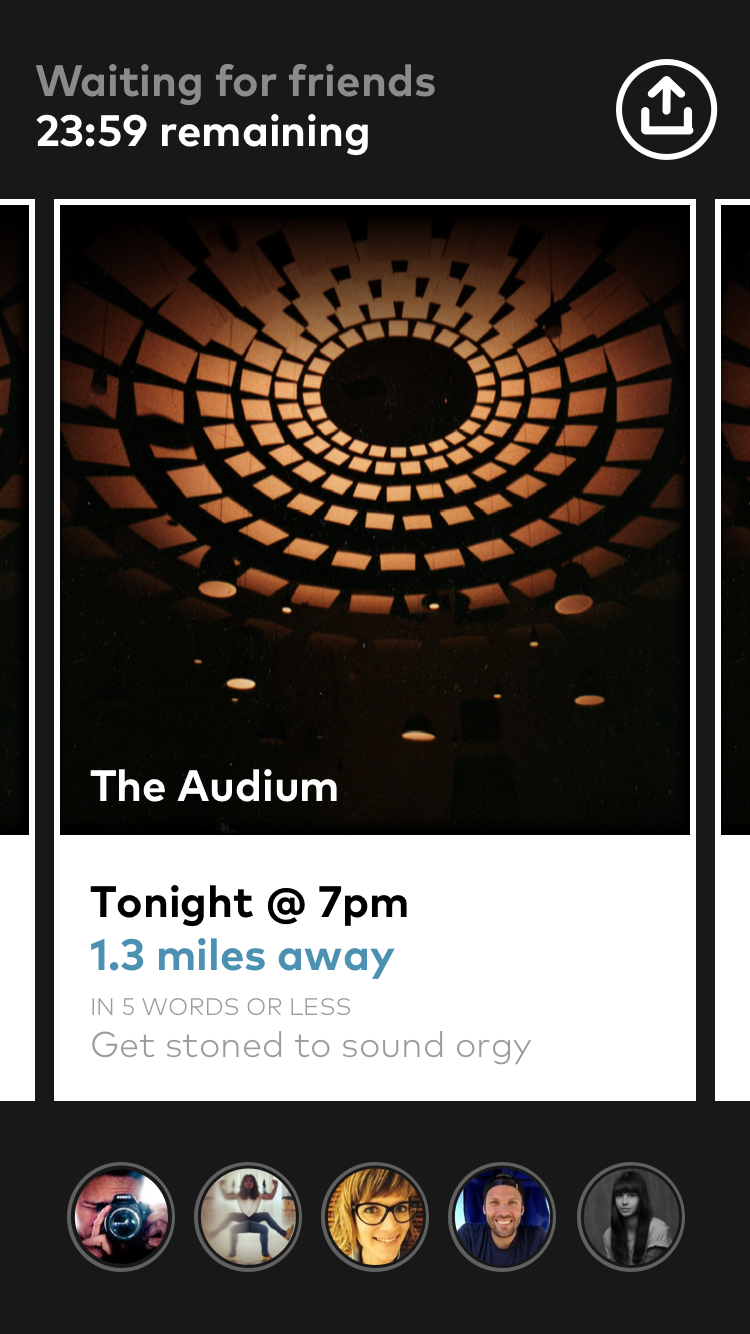 Waiting for friends
23:59 remaining
The Audium
Tonight @ 7pm
1.3 miles away
IN 5 WORDS OR LESS
Get stoned to sound orgy